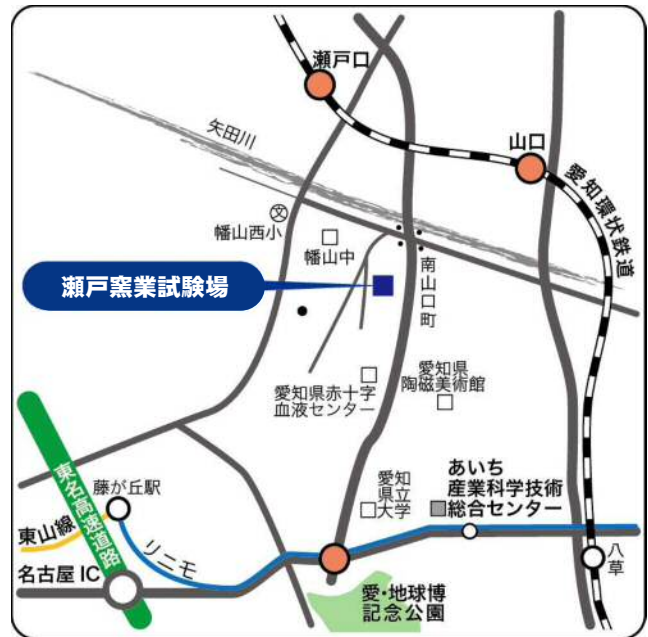 瀬戸口
山口
矢田川
愛知環状鉄道
幡山西小
文
幡山中
瀬戸窯業試験場
南山口町
愛知県
陶磁美術館
愛知県赤十字
血液センター
東名高速道路
藤が丘駅
東山線
リニモ
名古屋 IC
愛知
県立
大学
あいち
産業科学技術
総合センター
八草
愛・地球博
記念公園